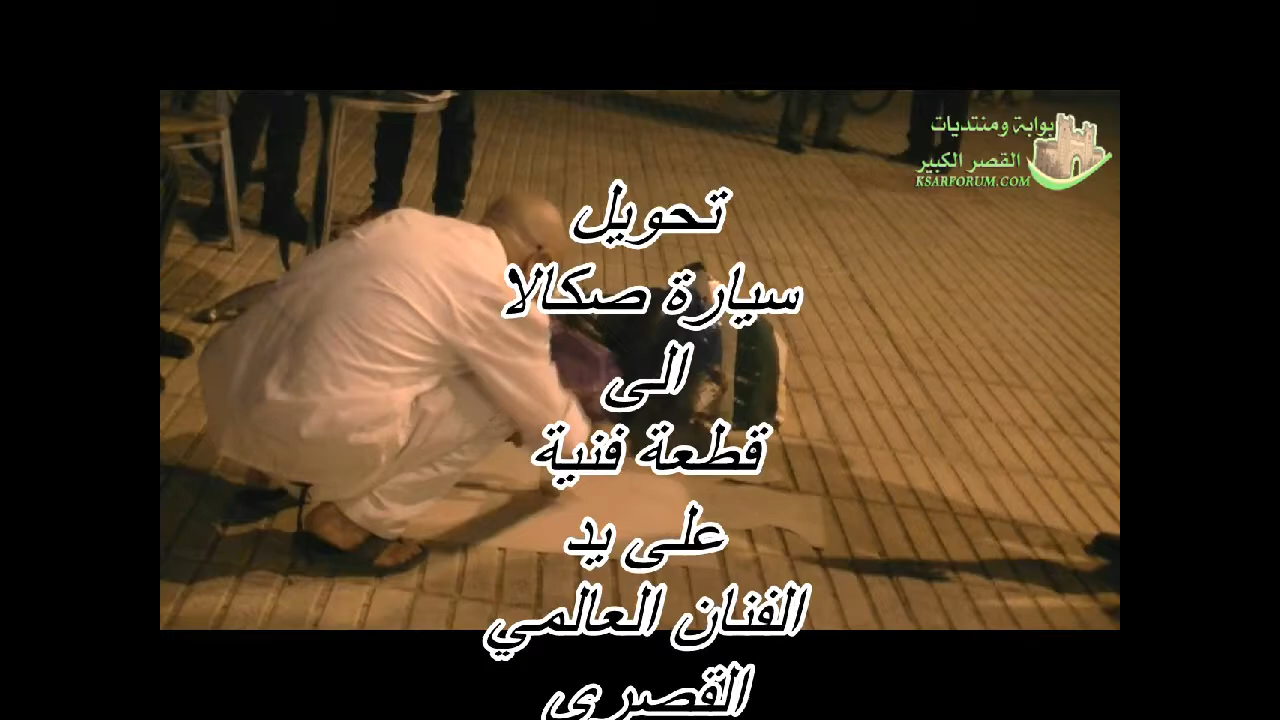 بوابة ومنتديات
القصر الكبير
KSARFORUM.COM
تحويل
سيارة صكالا
الى
قطعة فنية
على يد
الفنان العالمي
القصري